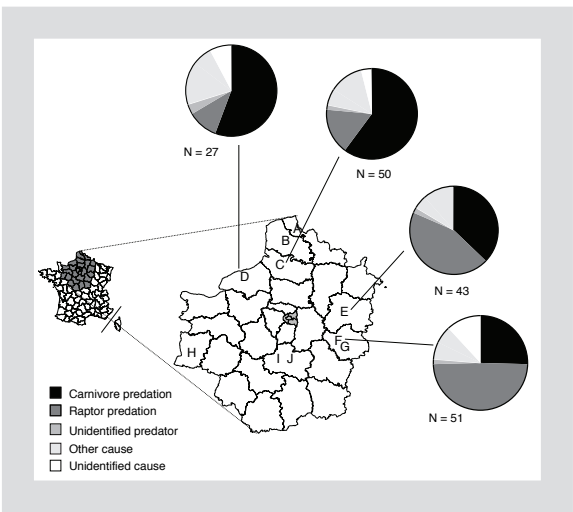 N = 27
N = 50
A
B
C
D
N = 43
E
F
G
H
I J
N = 51
Carnivore predation
Raptor predation
Unidentified predator
Other cause
Unidentified cause